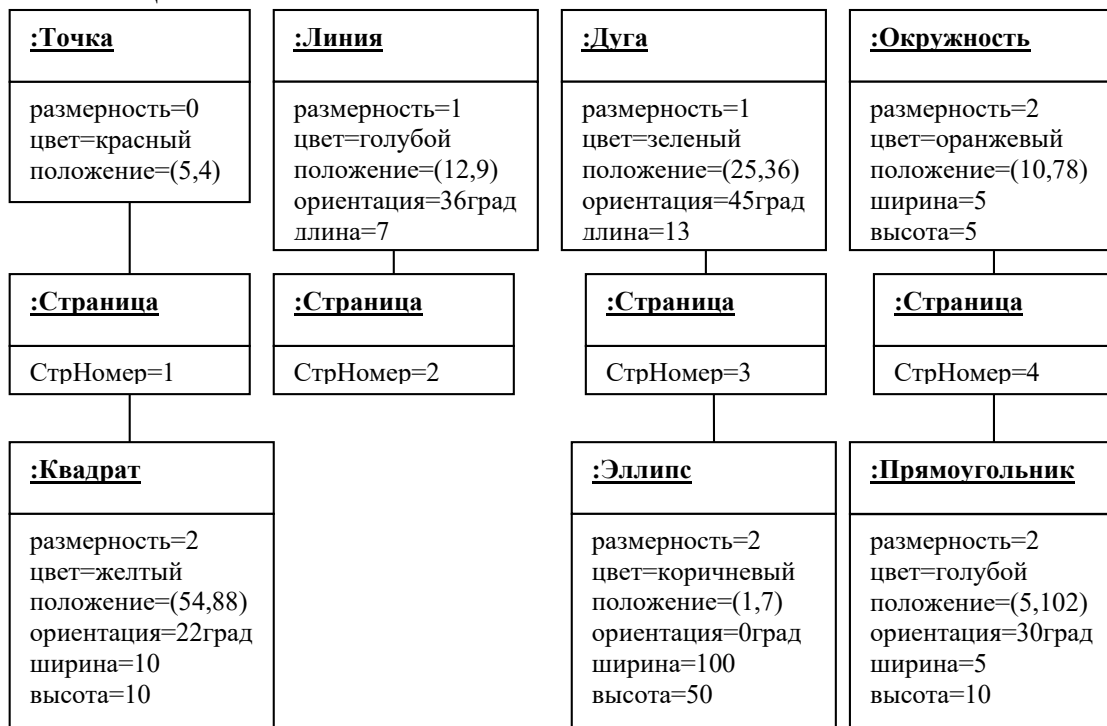 :Точка
размерность=0
цвет=красный
положение=(5,4)
:Линия
размерность=1
цвет=голубой
положение=(12,9)
ориентация=36град
длина=7
:Дуга
размерность=1
цвет=зеленый
положение=(25,36)
ориентация=45град
длина=13
:Окружность
размерность=2
цвет=оранжевый
положение=(10,78)
ширина=5
высота=5
:Страница
СтрНомер=1
:Страница
СтрНомер=2
:Страница
СтрНомер=3
:Страница
СтрНомер=4
:Квадрат
размерность=2
цвет=желтый
положение=(54,88)
ориентация=22град
ширина=10
высота=10
:Эллипс
размерность=2
цвет=коричневый
положение=(1,7)
ориентация=0град
ширина=100
высота=50
:Прямоугольник
размерность=2
цвет=голубой
положение=(5,102)
ориентация=30град
ширина=5
высота=10